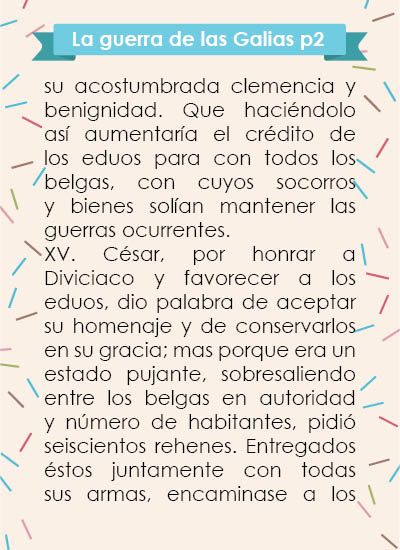 La guerra de las Galias p2
su acostumbrada clemencia y
benignidad. Que haciéndolo
así aumentaría el crédito de
los eduos para con todos los
belgas, con cuyos socorros
y bienes solían mantener las
guerras ocurrentes.
XV. César, por honrar a
Diviciaco y favorecer a los
eduos, dio palabra de aceptar
su homenaje y de conservarlos
en su gracia; mas porque era un
estado pujante, sobresaliendo
entre los belgas en autoridad
y número de habitantes, pidió
seiscientos rehenes. Entregados
éstos juntamente con todas
sus armas, encaminase a los